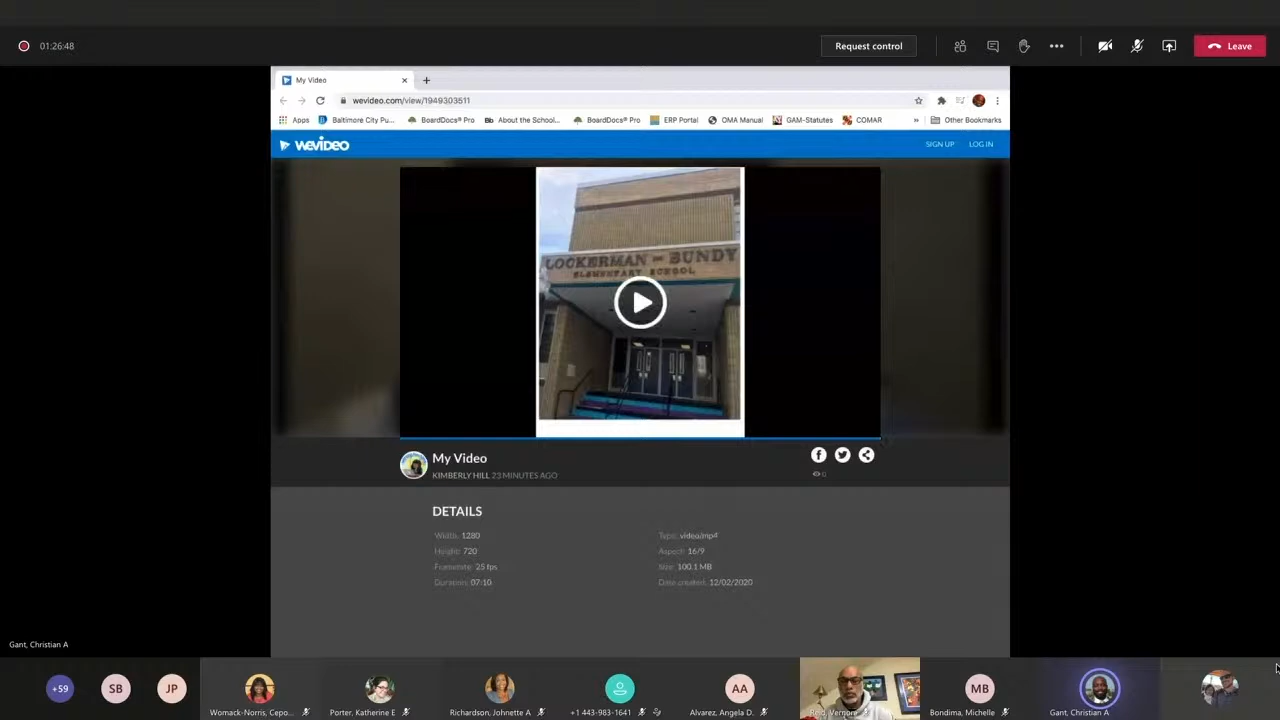 01:26:48
Request control
Leave
My Video
wevideo.com/view/1949303511
Apps
Baltimore City Pu...
BoardDocs® Pro
Bb About the School...
BoardDocs® Pro
ERP Portal
OMA Manual
GAM-Statutes
COMAR
»
Other Bookmarks
WEVIDEO
SIGN UP
LOG IN
LOCKERMAN - BUNDY
ELEMENTARY SCHOOL
My Video
KIMBERLY HILL 23 MINUTES AGO
0
DETAILS
Width: 1280
Height: 720
Framerate: 25 fps
Duration: 07:10
Type: video/mp4
Aspect: 16/9
Size: 100.1 MB
Date created: 12/02/2020
Gant, Christian A
+59
SB
JP
Womack-Norris, Cepo...
Porter, Katherine E
Richardson, Johnette A
+1 443-983-1641
AA
Alvarez, Angela D.
MB
Bondima, Michelle
Gant, Christian A